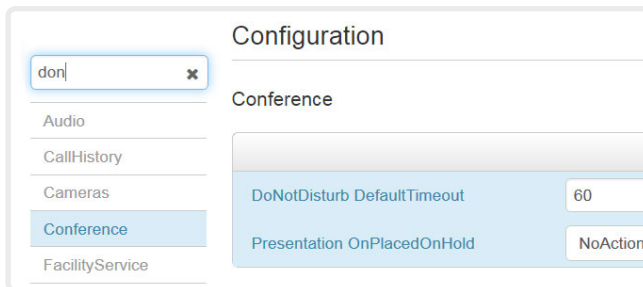 Configuration
don
Conference
Audio
CallHistory
Cameras
Conference
FacilityService
DoNotDisturb DefaultTimeout 60
Presentation OnPlacedOnHold NoAction